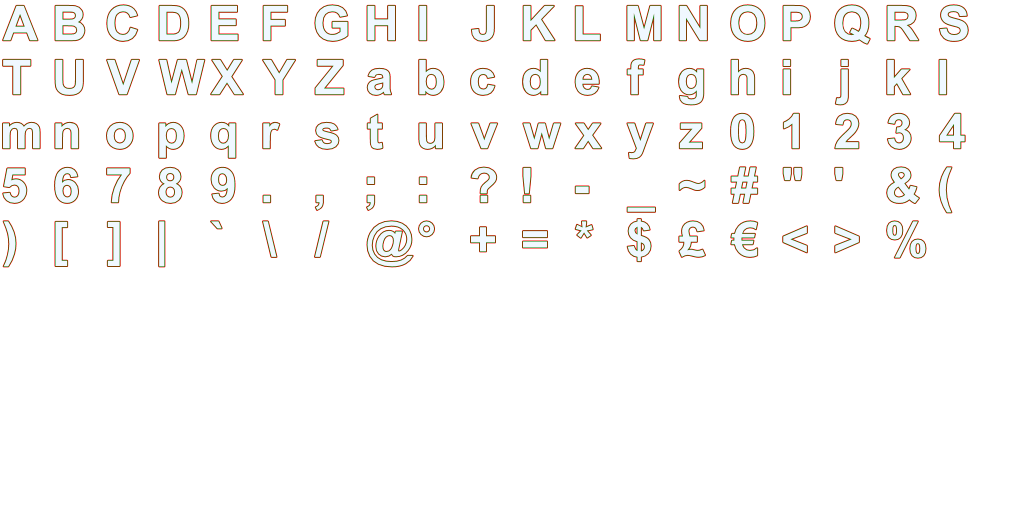 A B C D E F G H I J K L M N O P Q R S
T U V W X Y Z a b c d e f g h i j k l
m n o p q r s t u v w x y z 0 1 2 3 4
5 6 7 8 9 . , ; : ? ! - _ ~ # " ' & (
) [ ] | ` \ / @ ° + = * $ £ € < > %